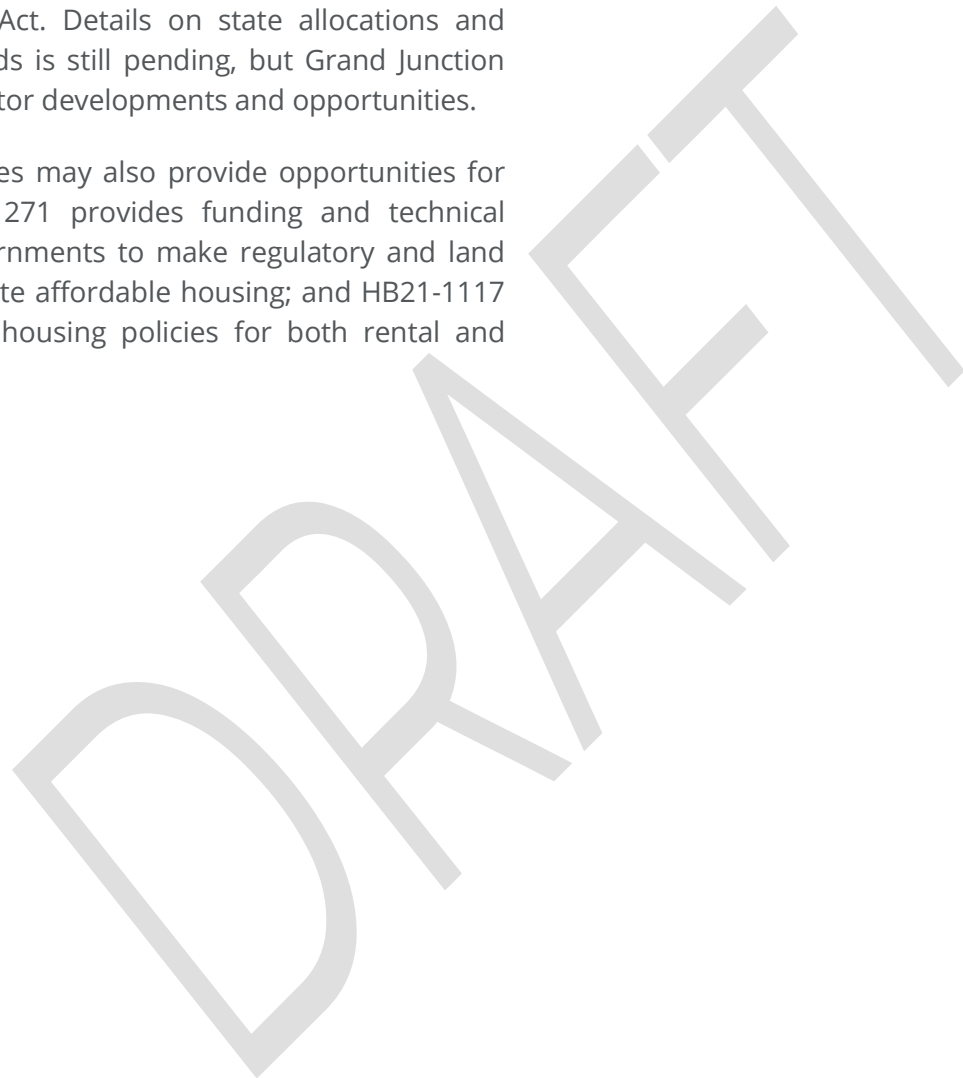 Act. Details on state allocations and
ds is still pending, but Grand Junction
tor developments and opportunities.
es may also provide opportunities for
271 provides funding and technical
rnments to make regulatory and land
te affordable housing; and HB21-1117
housing policies for both rental and
DRAFT